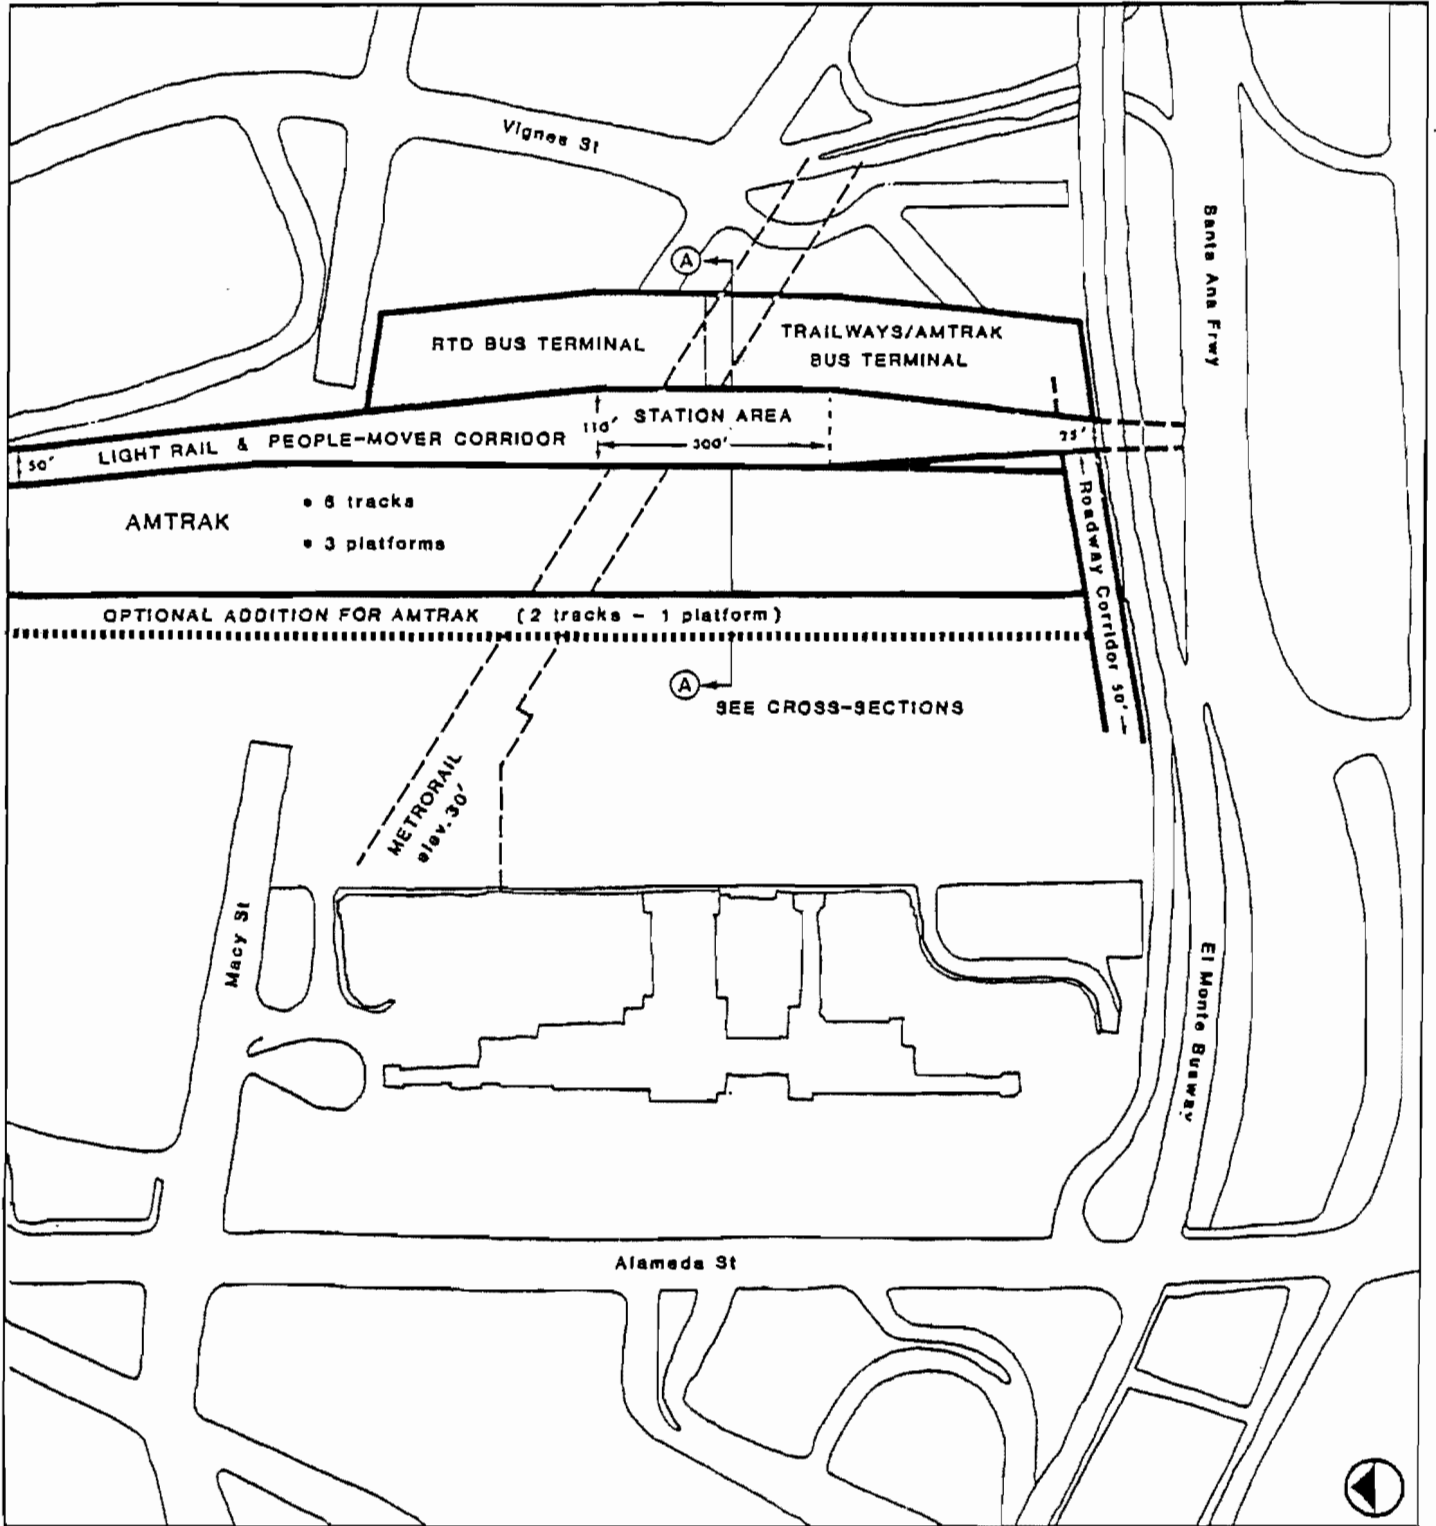 Vignes St
Santa Ana Frwy
A
RTD BUS TERMINAL
TRAILWAYS/AMTRAK
BUS TERMINAL
110'
STATION AREA
300'
25'
50'
LIGHT RAIL & PEOPLE-MOVER CORRIDOR
AMTRAK
• 6 tracks
• 3 platforms
Roadway Corridor 50'
OPTIONAL ADDITION FOR AMTRAK (2 tracks - 1 platform)
A
SEE CROSS-SECTIONS
METRORAIL
elev. 30'
Macy St
El Monte Busway
Alameda St